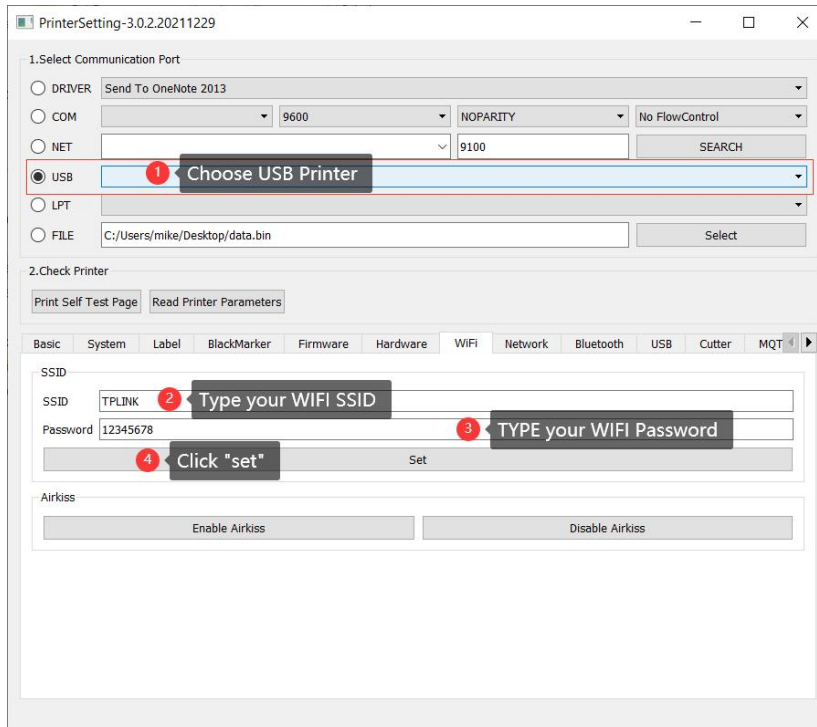 PrinterSetting-3.0.2.20211229
1.Select Communication Port
DRIVER Send To OneNote 2013
COM 9600 NOPARITY No FlowControl
NET 9100 SEARCH
USB 1 Choose USB Printer
LPT
FILE C:/Users/mike/Desktop/data.bin Select
2.Check Printer
Print Self Test Page Read Printer Parameters
Basic System Label BlackMarker Firmware Hardware WiFi Network Bluetooth USB Cutter MQT
SSID
SSID TPLINK 2 Type your WIFI SSID
Password 12345678 3 TYPE your WIFI Password
4 Click "set" Set
Airkiss
Enable Airkiss Disable Airkiss